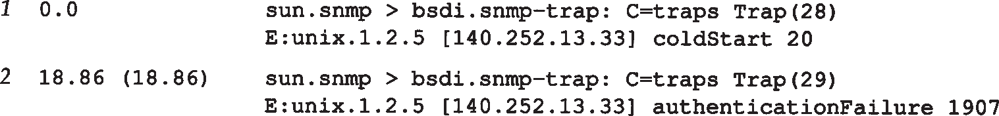 1 0.0 sun.snmp > bsdi.snmp-trap: C=traps Trap(28)
E:unix.1.2.5 [140.252.13.33] coldStart 20
2 18.86 (18.86) sun.snmp > bsdi.snmp-trap: C=traps Trap(29)
E:unix.1.2.5 [140.252.13.33] authenticationFailure 1907